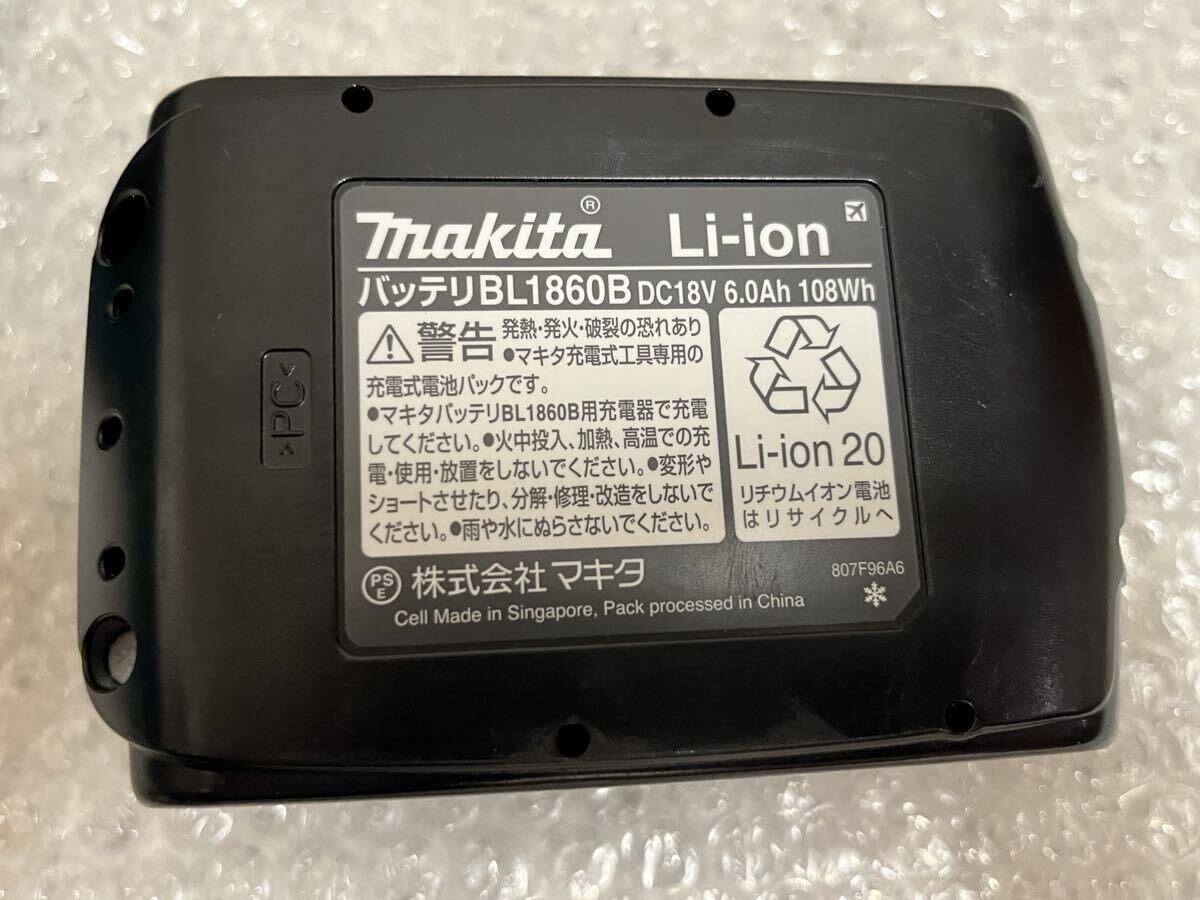 makita® Li-ion
バッテリBL1860B DC18V 6.0Ah 108Wh
警告 発熱・発火・破裂の恐れあり
●マキタ充電式工具専用の
充電式電池パックです。
●マキタバッテリBL1860B用充電器で充電
してください。●火中投入、加熱、高温での充
電・使用・放置をしないでください。●変形や
ショートさせたり、分解・修理・改造をしないで
ください。●雨や水にぬらさないでください。
Li-ion 20
リチウムイオン電池
はリサイクルへ
PSE 株式会社マキタ
807F96A6
Cell Made in Singapore, Pack processed in China
>PC<